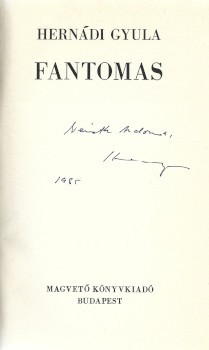 HERNÁDI GYULA
FANTOMAS
1985
MAGVETŐ KÖNYVKIADÓ
BUDAPEST